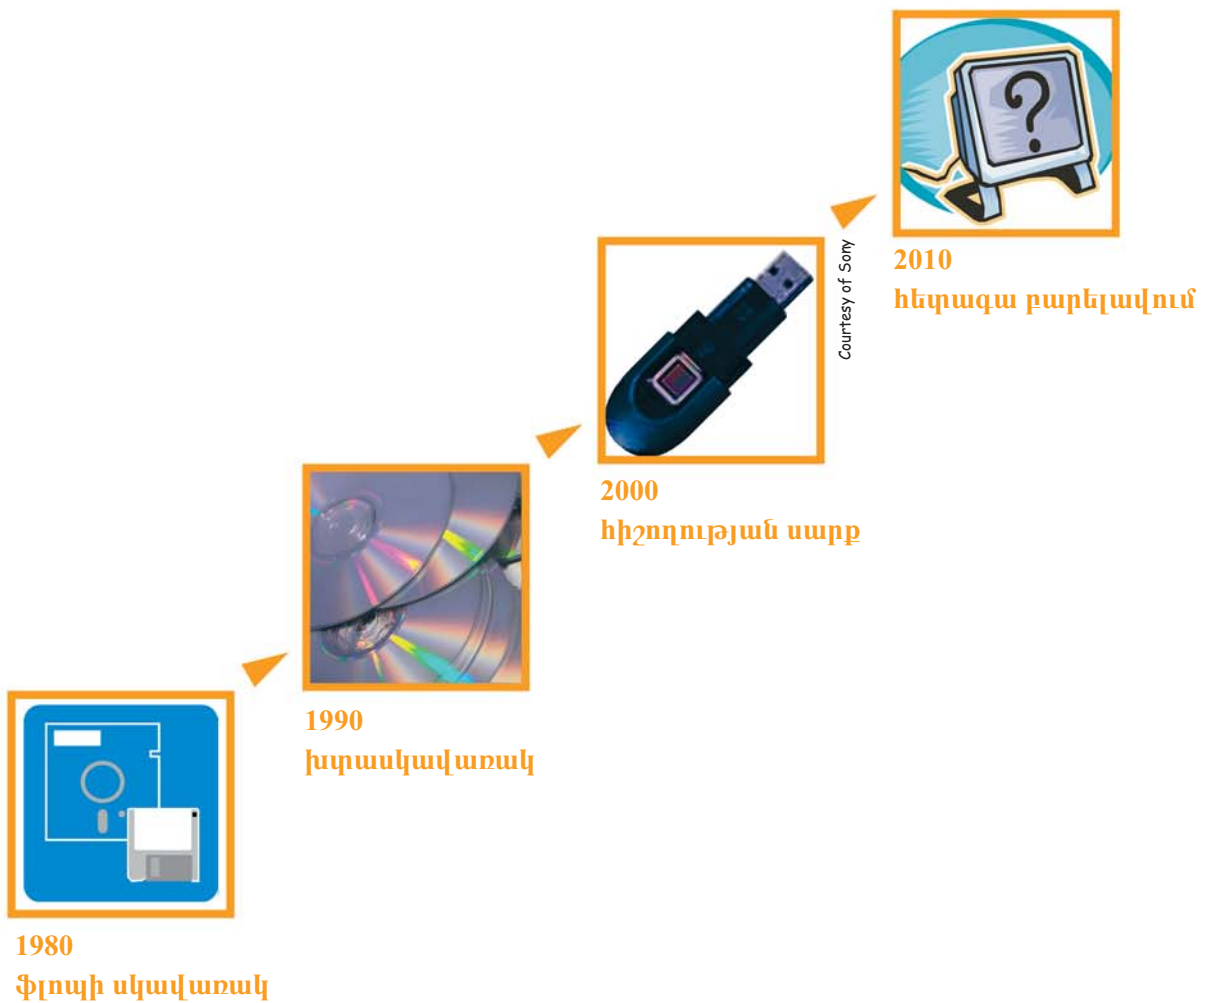 2010
հետագա բարելավում
Courtesy of Sony
2000
հիշողության սարք
1990
խտասկավառակ
1980
ֆլոպի սկավառակ
?